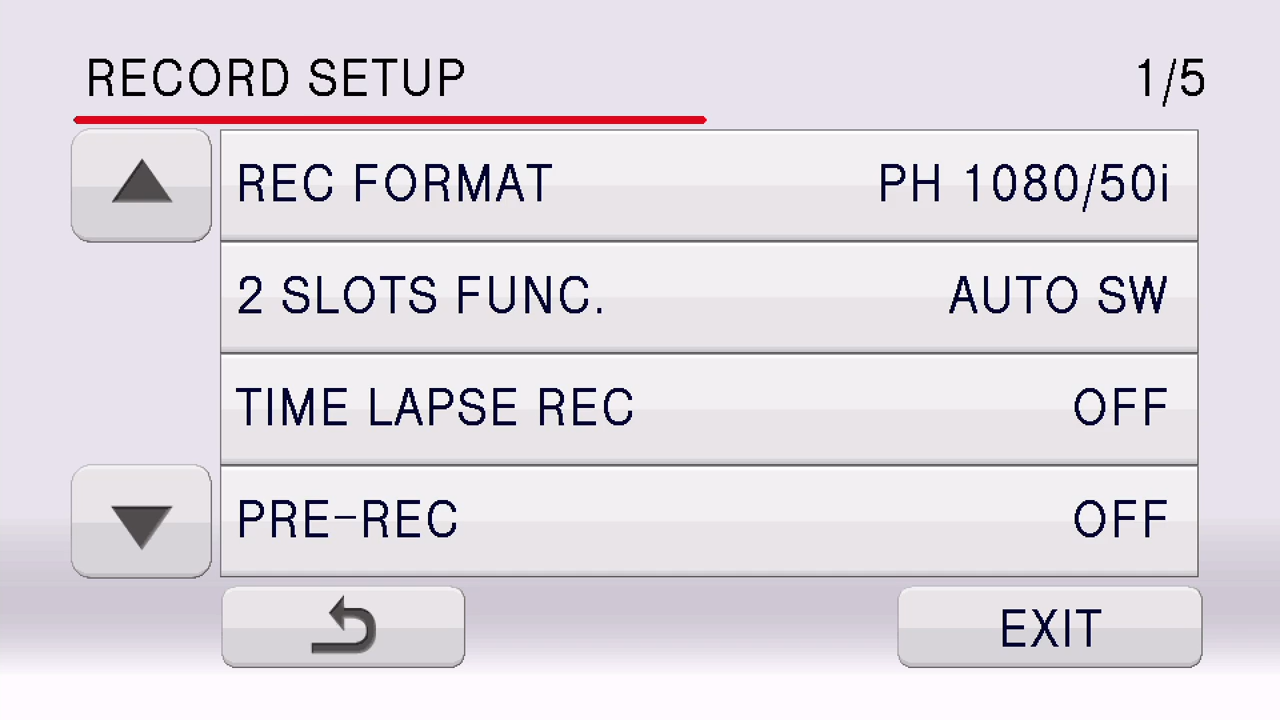 RECORD SETUP 1/5
REC FORMAT PH 1080/50i
2 SLOTS FUNC. AUTO SW
TIME LAPSE REC OFF
PRE-REC OFF
EXIT